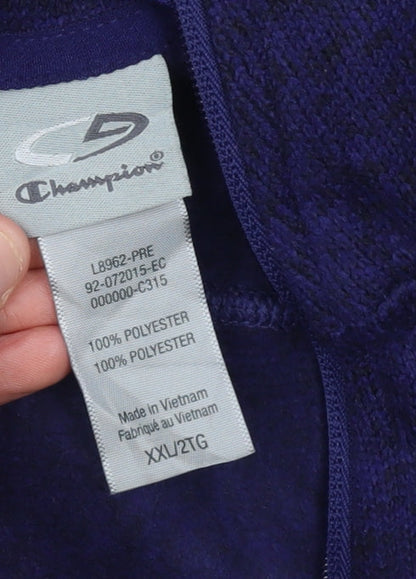 Champion®
L8962-PRE
92-072015-EC
000000-C315
100% POLYESTER
100% POLYESTER
Made in Vietnam
Fabriqué au Vietnam
XXL/2TG